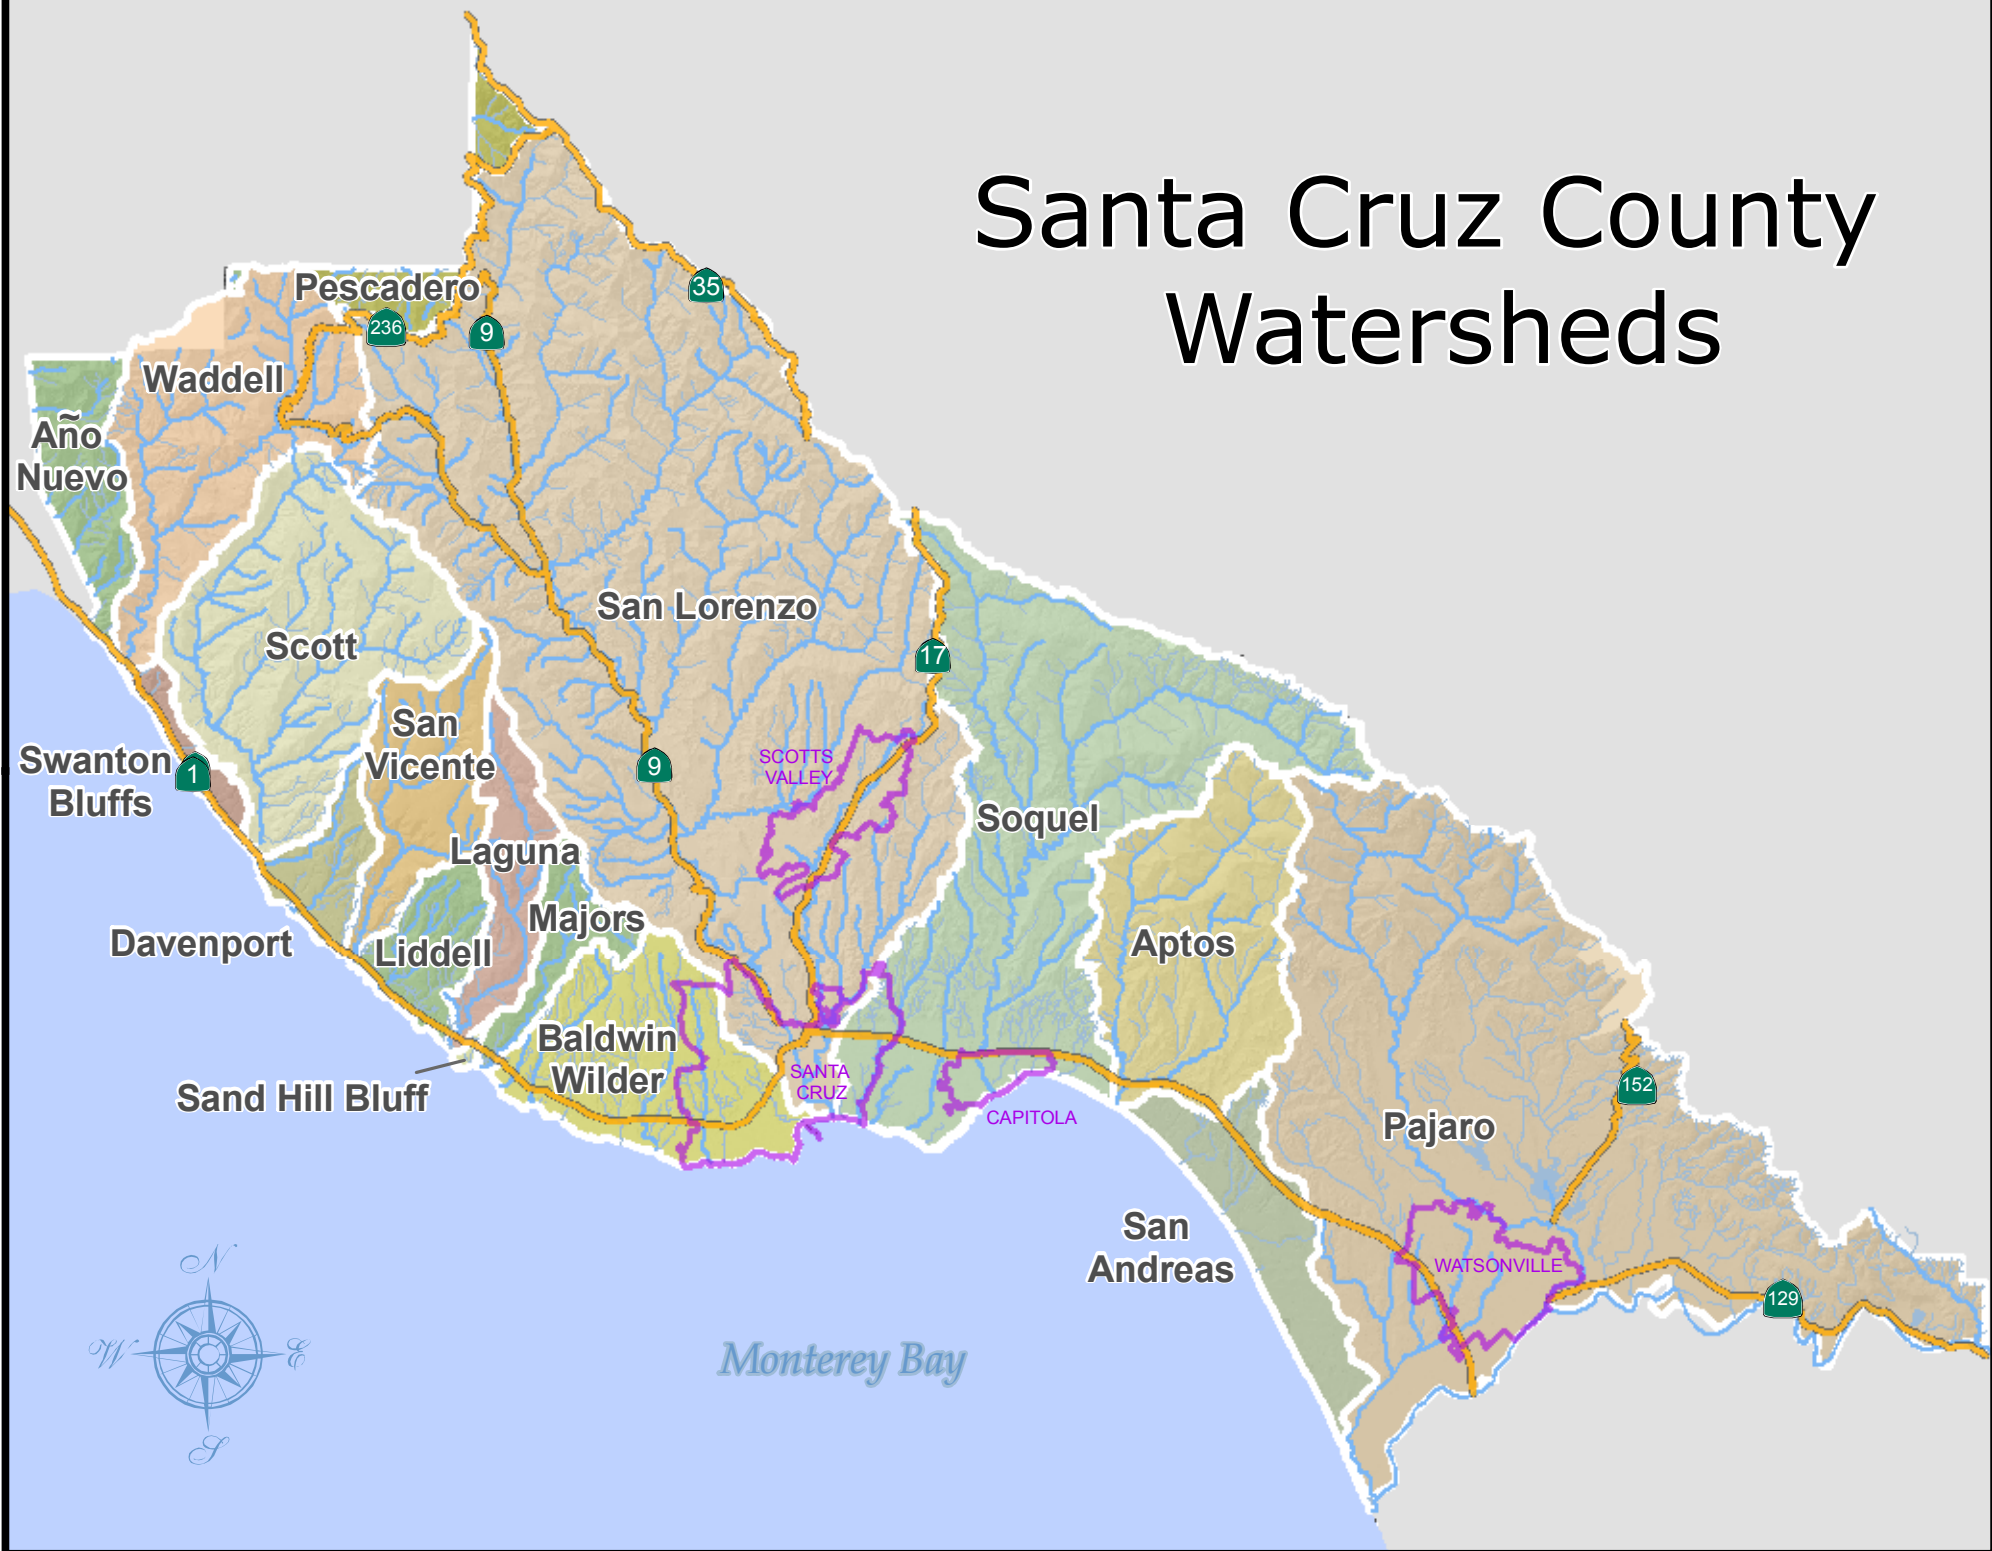 Santa Cruz County
Watersheds
35
Pescadero
236
9
Waddell
Año
Nuevo
San Lorenzo
Scott
17
San
Vicente
Swanton
Bluffs
1
9
SCOTTS
VALLEY
Soquel
Laguna
Majors
Davenport
Liddell
Aptos
Baldwin
Wilder
Sand Hill Bluff
SANTA
CRUZ
CAPITOLA
152
Pajaro
San
Andreas
WATSONVILLE
129
Monterey Bay
N
W
E
S